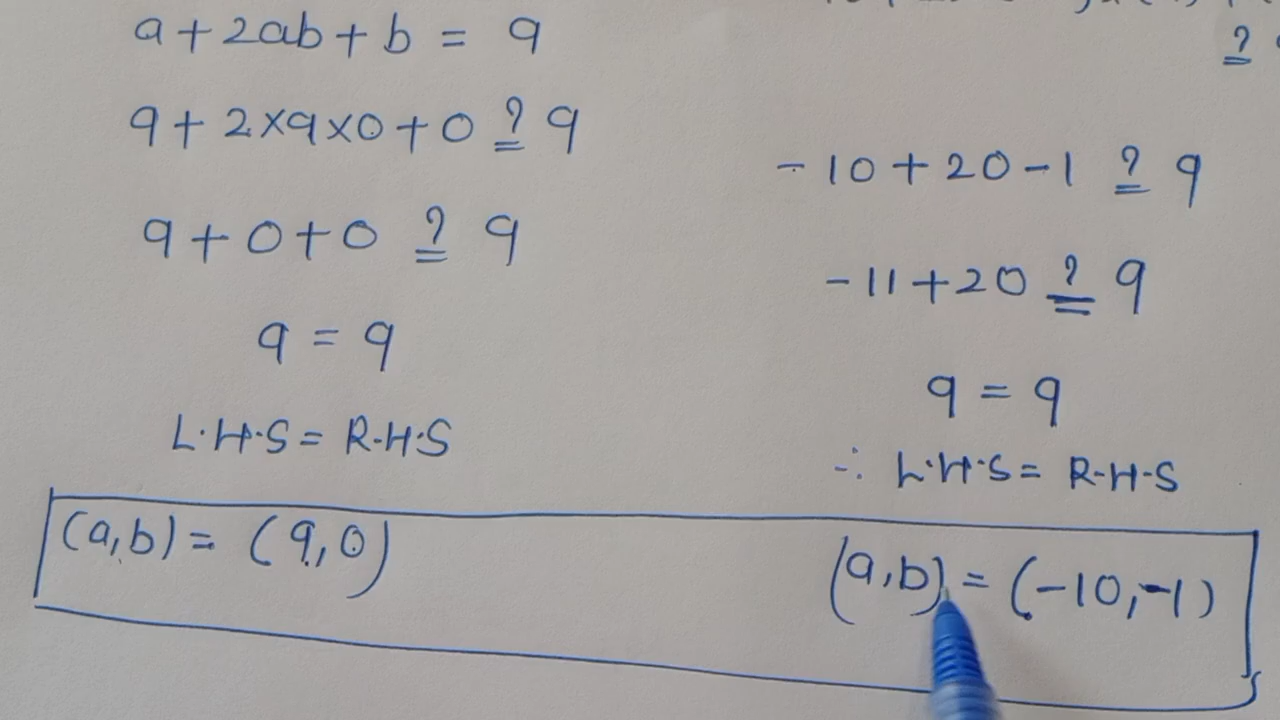 a + 2ab + b = 9
9 + 2×9×0 + 0 ≟ 9
9 + 0 + 0 ≟ 9
9 = 9
L.H.S = R.H.S
(a,b) = (9,0)
?
-10 + 20 - 1 ≟ 9
-11 + 20 ≟ 9
9 = 9
∴ L.H.S = R.H.S
(a,b) = (-10,-1)